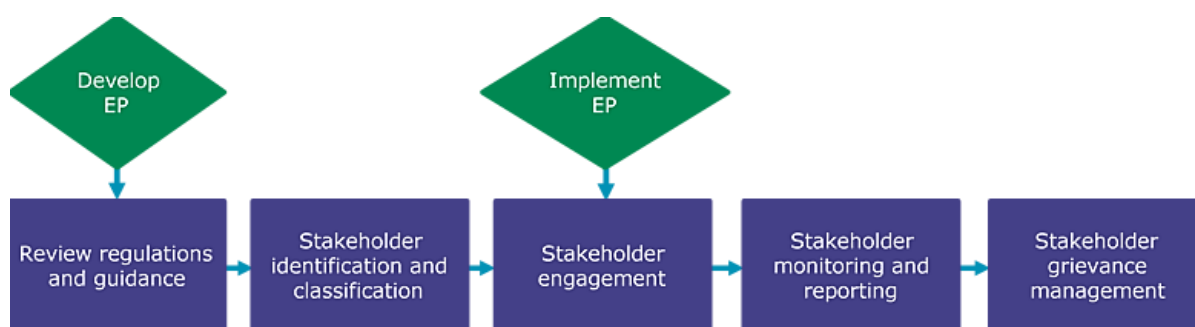 Develop
EP
Implement
EP
Review regulations
and guidance
Stakeholder
identification and
classification
Stakeholder
engagement
Stakeholder
monitoring and
reporting
Stakeholder
grievance
management